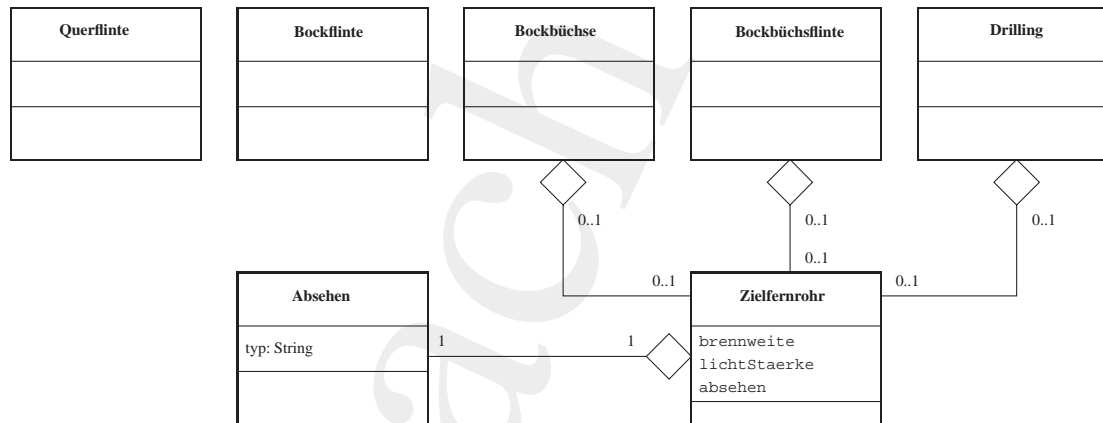 Querflinte
Bockflinte
Bockbüchse
Bockbüchsflinte
Drilling
0..1
0..1
0..1
0..1
0..1
0..1
Absehen
Zielfernrohr
typ: String
1
1
brennweite
lichtStaerke
absehen
ach